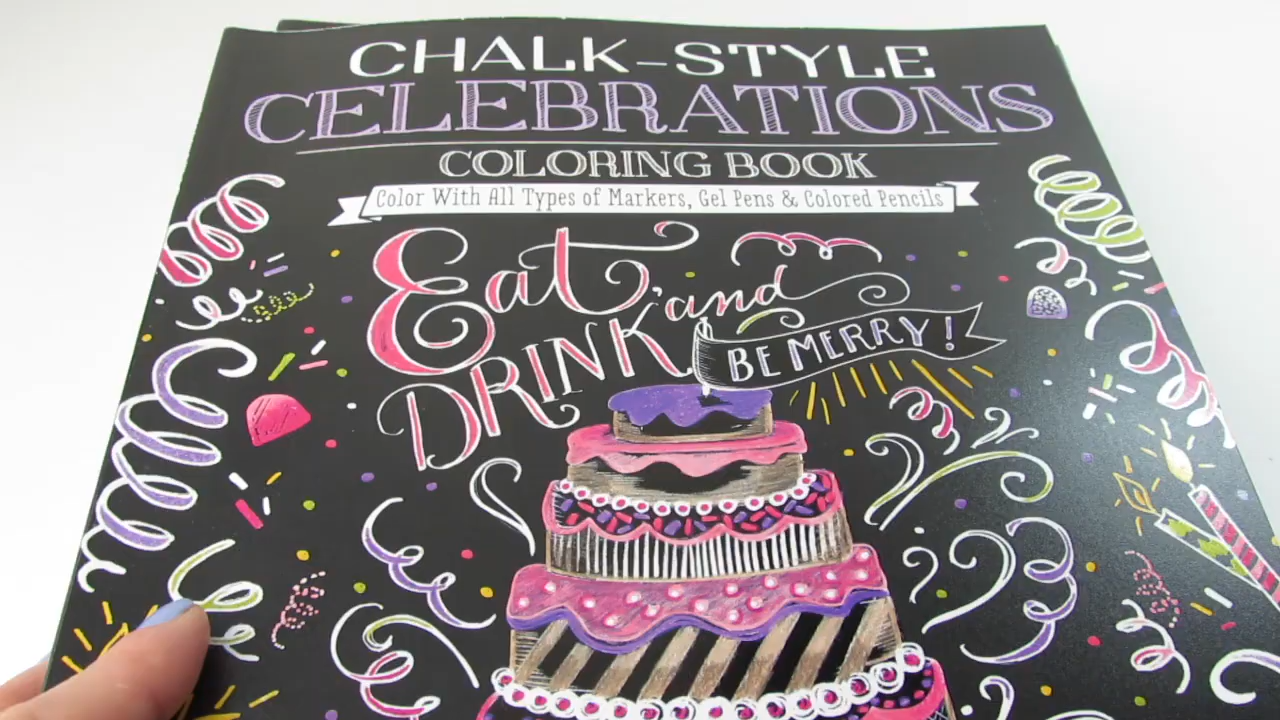 CHALK-STYLE
CELEBRATIONS
COLORING BOOK
Color With All Types of Markers, Gel Pens & Colored Pencils
Eat
DRINK and
BE MERRY!